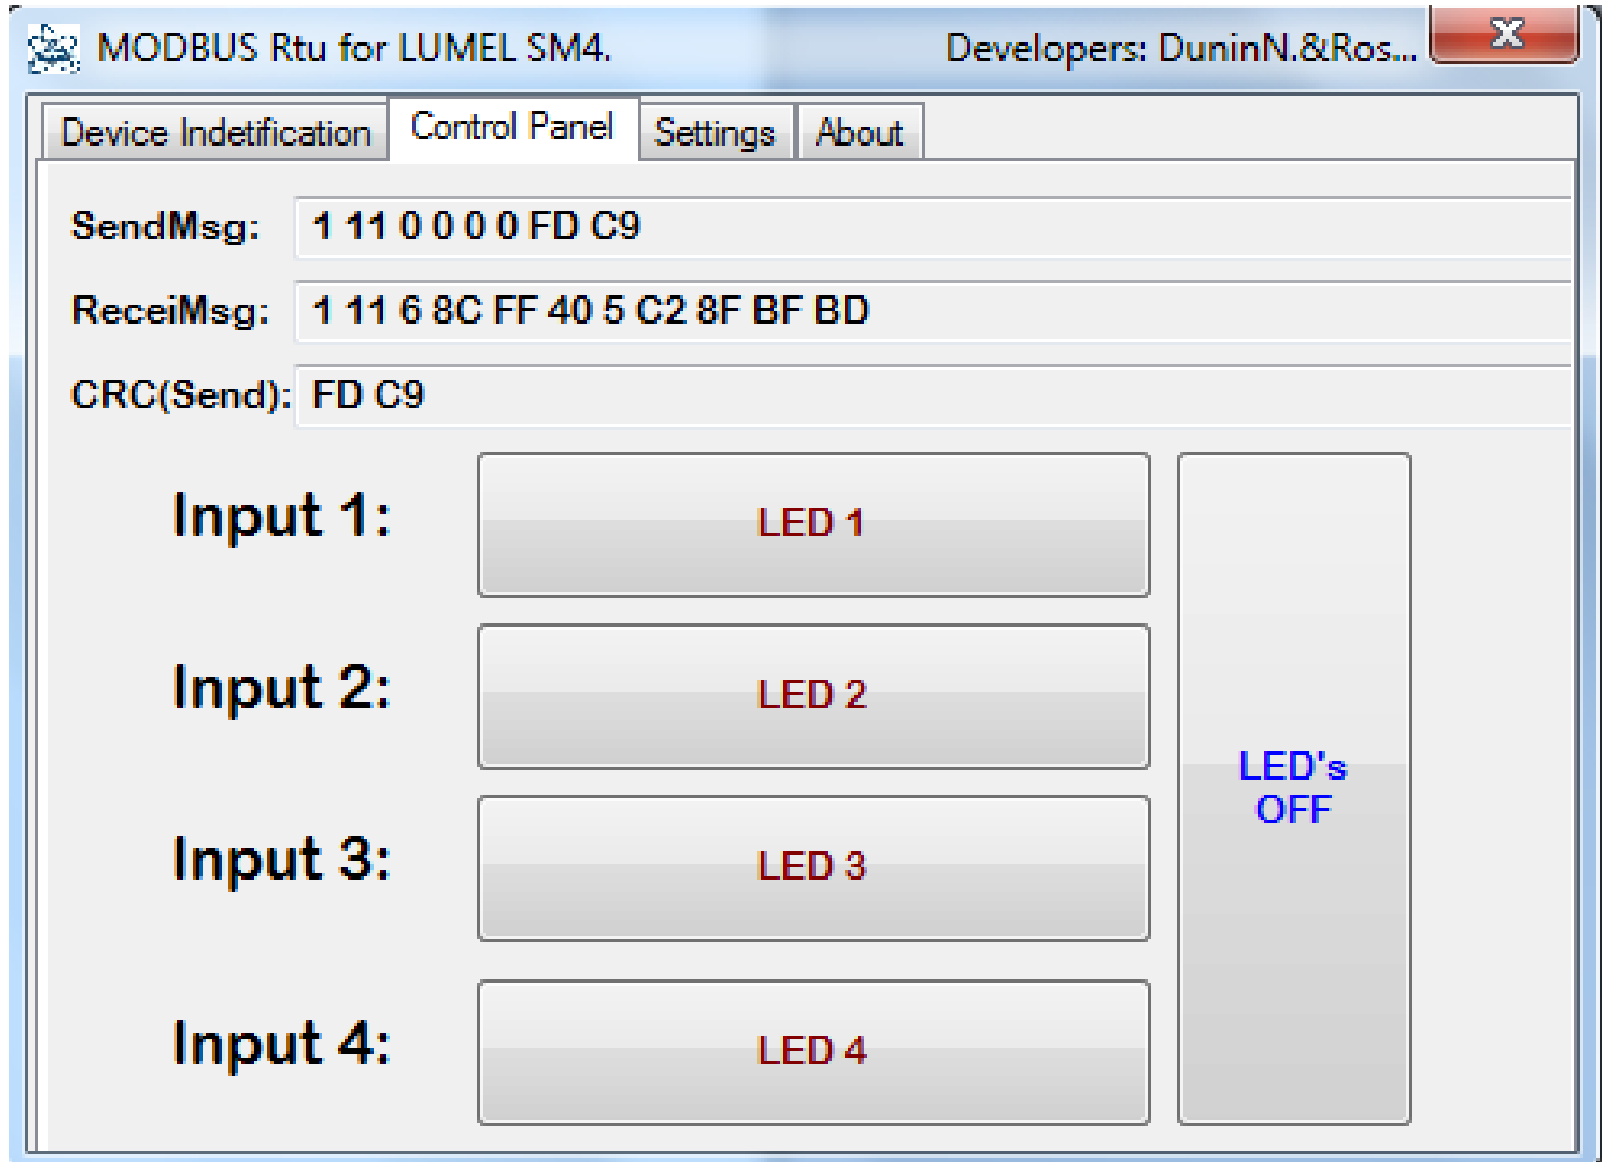 MODBUS Rtu for LUMEL SM4. Developers: DuninN.&Ros...
Device Indetification Control Panel Settings About
SendMsg: 1 11 0 0 0 0 FD C9
ReceiMsg: 1 11 6 8C FF 40 5 C2 8F BF BD
CRC(Send): FD C9
Input 1: LED 1
Input 2: LED 2
LED's
OFF
Input 3: LED 3
Input 4: LED 4